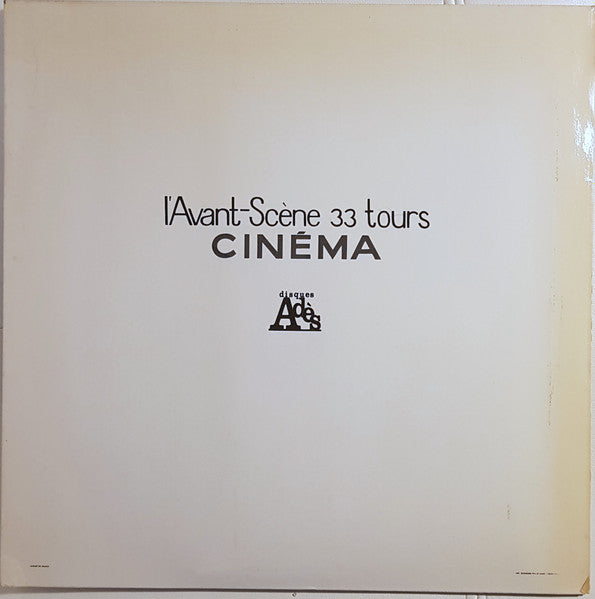 l'Avant-Scène 33 tours
CINÉMA
disques
Adès